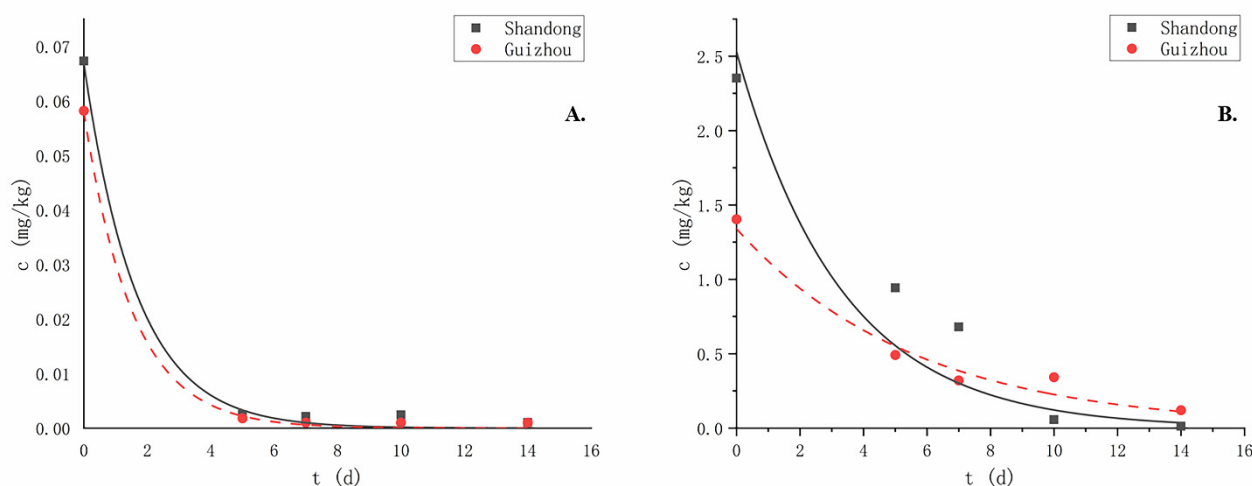 Shandong
Guizhou
A.
0.07
0.06
0.05
0.04
0.03
0.02
0.01
0.00
c (mg/kg)
0 2 4 6 8 10 12 14 16
t (d)
Shandong
Guizhou
B.
2.5
2.0
1.5
1.0
0.5
0.0
c (mg/kg)
0 2 4 6 8 10 12 14 16
t (d)